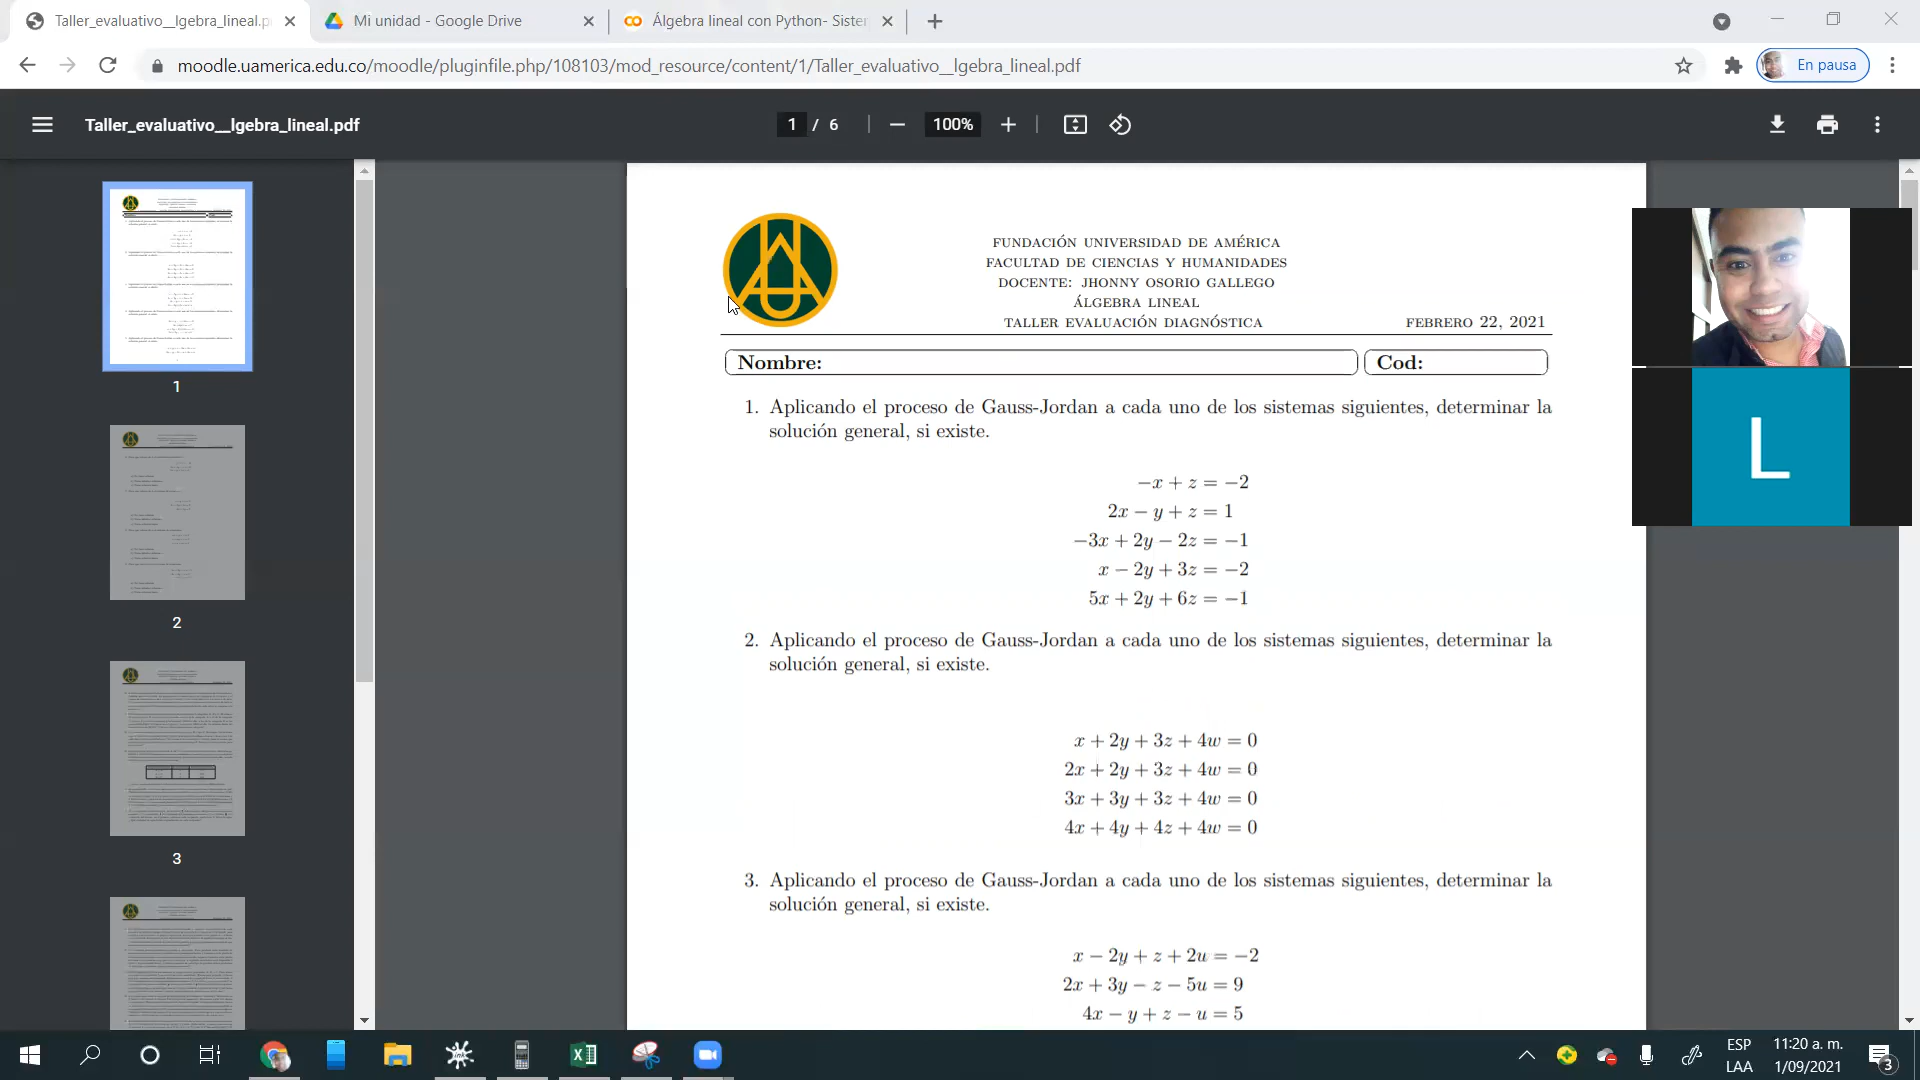 Taller_evaluativo__lgebra_lineal.p
Mi unidad - Google Drive
Álgebra lineal con Python- Sister
moodle.uamerica.edu.co/moodle/pluginfile.php/108103/mod_resource/content/1/Taller_evaluativo__lgebra_lineal.pdf
En pausa
Taller_evaluativo__lgebra_lineal.pdf
1 / 6
100%
1
2
3
FUNDACIÓN UNIVERSIDAD DE AMÉRICA
FACULTAD DE CIENCIAS Y HUMANIDADES
DOCENTE: JHONNY OSORIO GALLEGO
ÁLGEBRA LINEAL
TALLER EVALUACIÓN DIAGNÓSTICA FEBRERO 22, 2021
Nombre: Cod:
1. Aplicando el proceso de Gauss-Jordan a cada uno de los sistemas siguientes, determinar la
solución general, si existe.
−x + z = −2
2x − y + z = 1
−3x + 2y − 2z = −1
x − 2y + 3z = −2
5x + 2y + 6z = −1
2. Aplicando el proceso de Gauss-Jordan a cada uno de los sistemas siguientes, determinar la
solución general, si existe.
x + 2y + 3z + 4w = 0
2x + 2y + 3z + 4w = 0
3x + 3y + 3z + 4w = 0
4x + 4y + 4z + 4w = 0
3. Aplicando el proceso de Gauss-Jordan a cada uno de los sistemas siguientes, determinar la
solución general, si existe.
x − 2y + z + 2u = −2
2x + 3y − z − 5u = 9
4x − y + z − u = 5
L
ESP
LAA
11:20 a. m.
1/09/2021
3